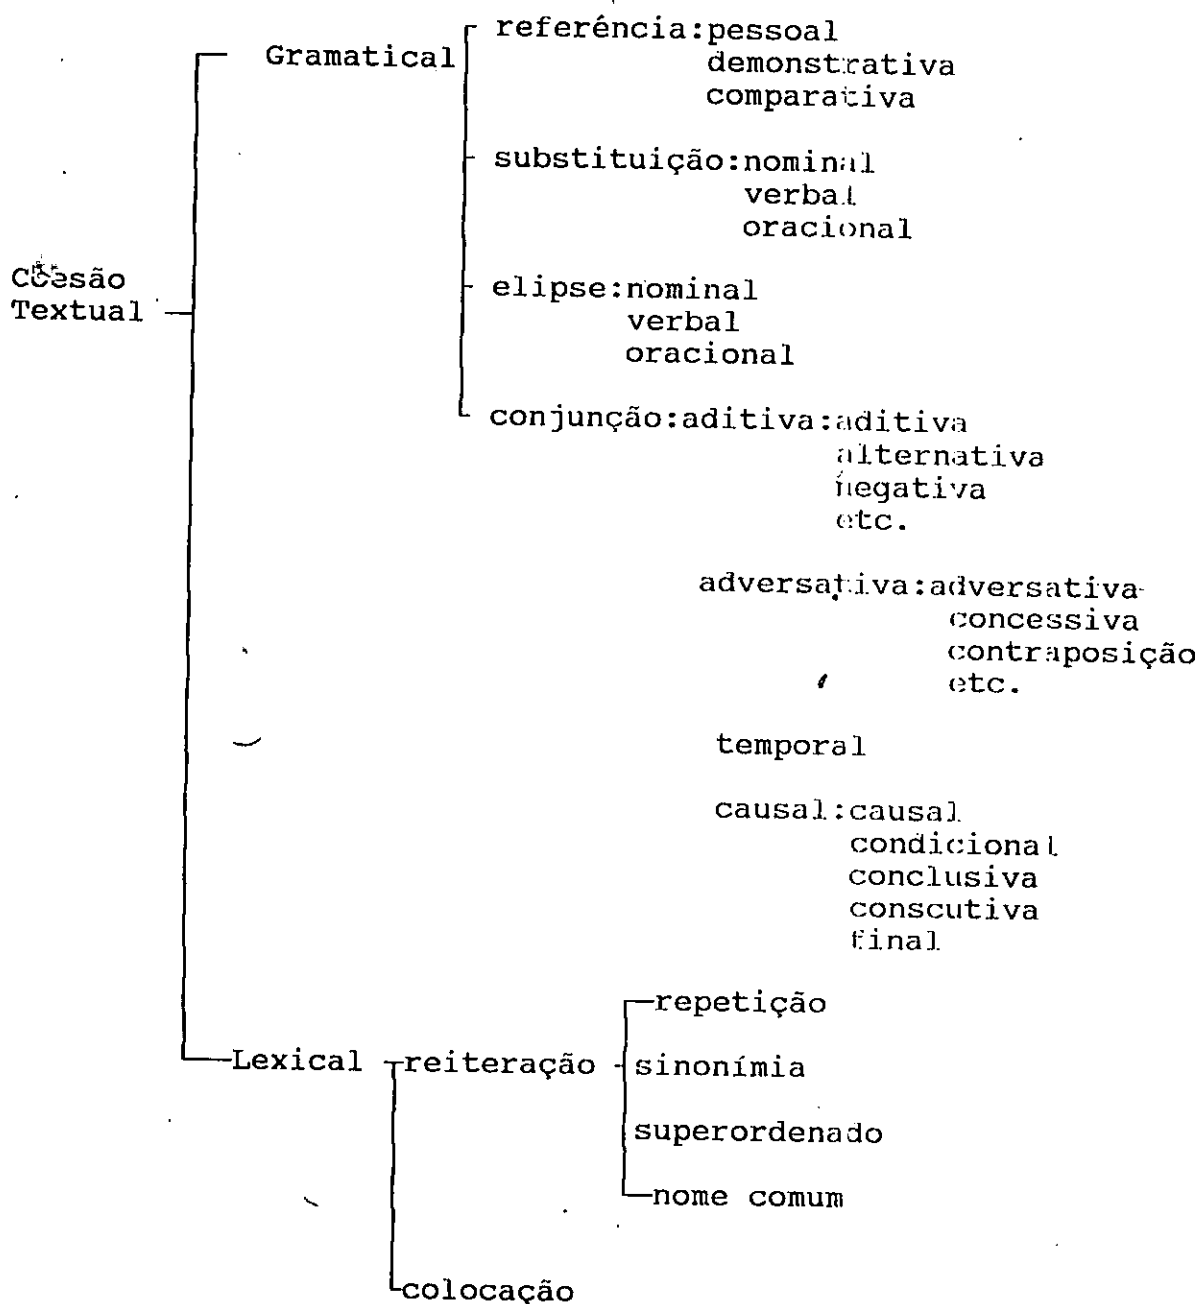 referência:pessoal
Gramatical
demonstrativa
comparativa
substituição:nominal
verbal
oracional
Coesão
Textual
elipse:nominal
verbal
oracional
conjunção:aditiva:aditiva
alternativa
negativa
etc.
adversativa:adversativa
concessiva
contraposição
etc.
temporal
causal:causal
condicional
conclusiva
conscutiva
final
repetição
Lexical reiteração sinonímia
superordenado
nome comum
colocação